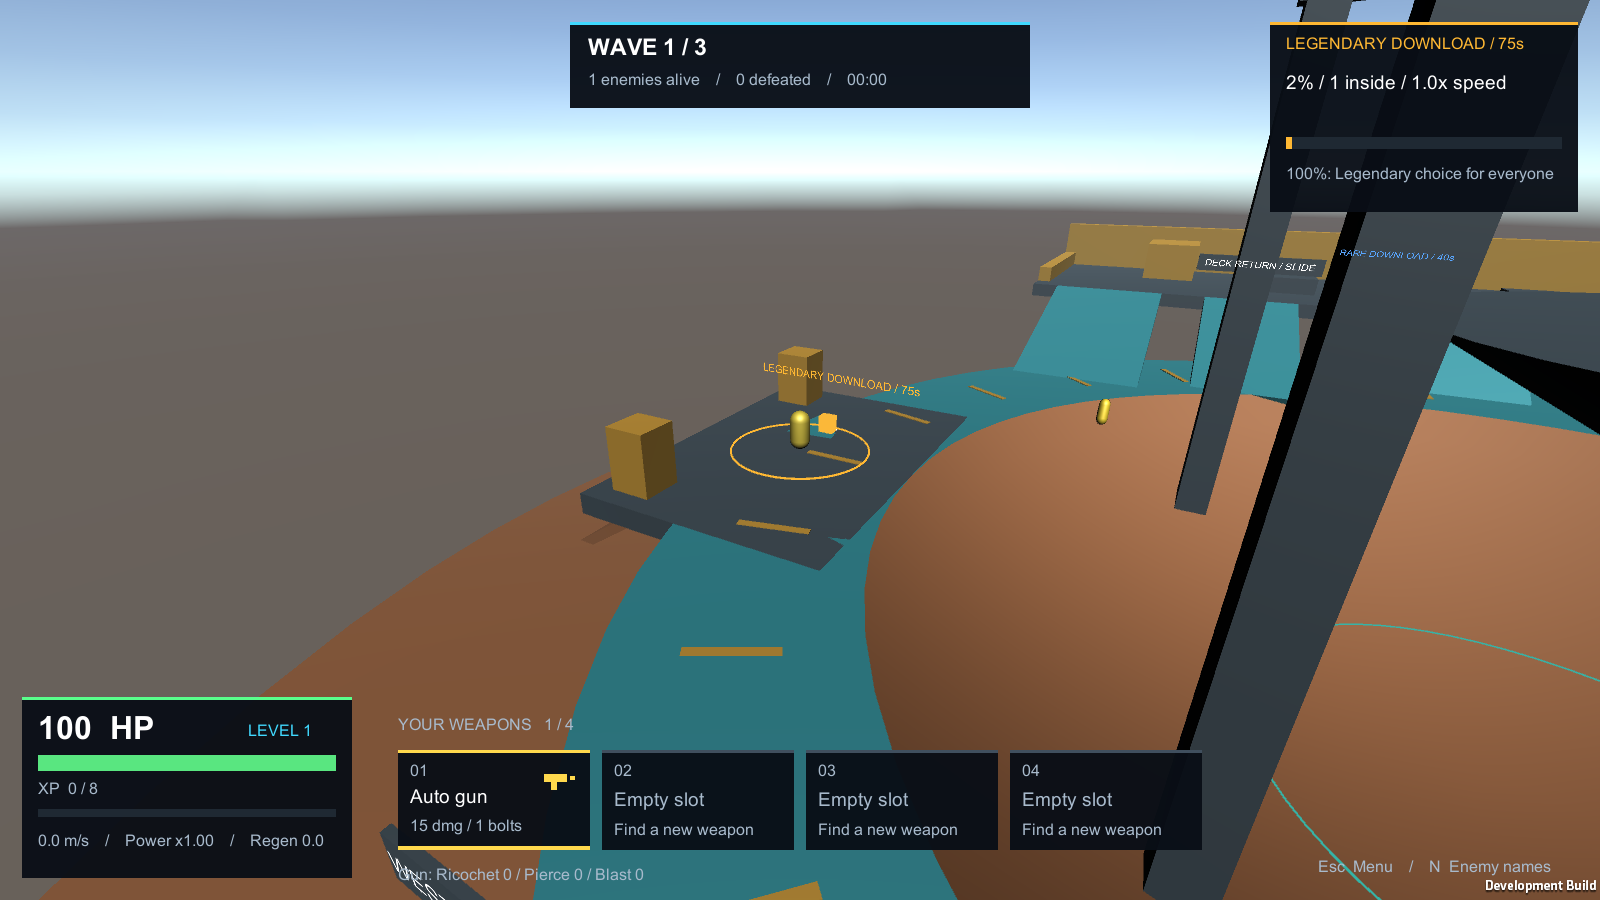 WAVE 1 / 3
1 enemies alive / 0 defeated / 00:00
LEGENDARY DOWNLOAD / 75s
2% / 1 inside / 1.0x speed
100%: Legendary choice for everyone
DECK RETURN / SLIDE
RARE DOWNLOAD / 40s
LEGENDARY DOWNLOAD / 75s
100 HP
LEVEL 1
XP 0 / 8
0.0 m/s / Power x1.00 / Regen 0.0
YOUR WEAPONS 1 / 4
01
Auto gun
15 dmg / 1 bolts
02
Empty slot
Find a new weapon
03
Empty slot
Find a new weapon
04
Empty slot
Find a new weapon
Gun: Ricochet 0 / Pierce 0 / Blast 0
Esc Menu / N Enemy names
Development Build